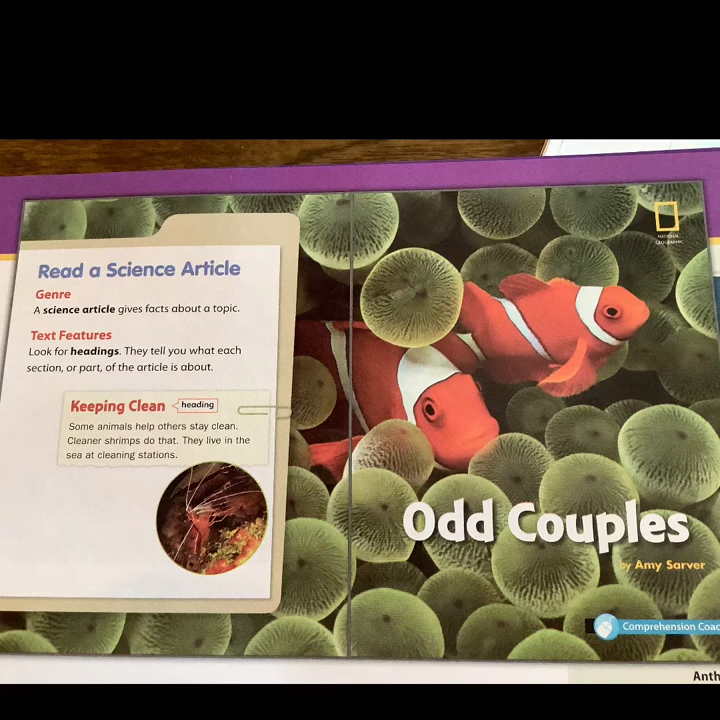 Read a Science Article
Genre
A science article gives facts about a topic.
Text Features
Look for headings. They tell you what each
section, or part, of the article is about.
Keeping Clean
heading
Some animals help others stay clean.
Cleaner shrimps do that. They live in the
sea at cleaning stations.
NATIONAL
GEOGRAPHIC
Odd Couples
by Amy Sarver
Comprehension Coac
Anth